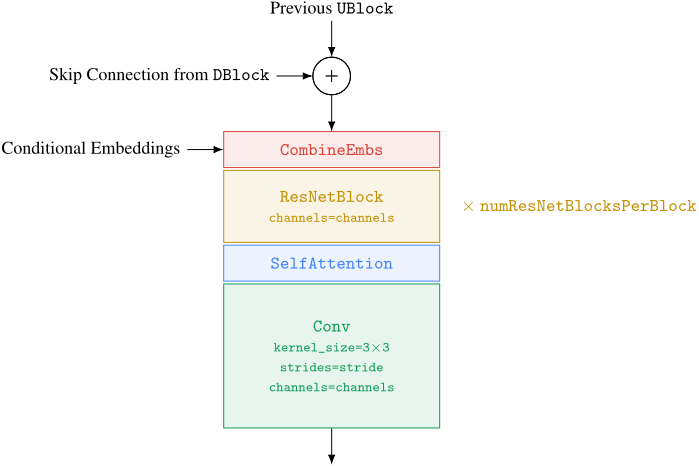 Previous UBlock
Skip Connection from DBlock
+
Conditional Embeddings
CombineEmbs
ResNetBlock
channels=channels
× numResNetBlocksPerBlock
SelfAttention
Conv
kernel_size=3×3
strides=stride
channels=channels